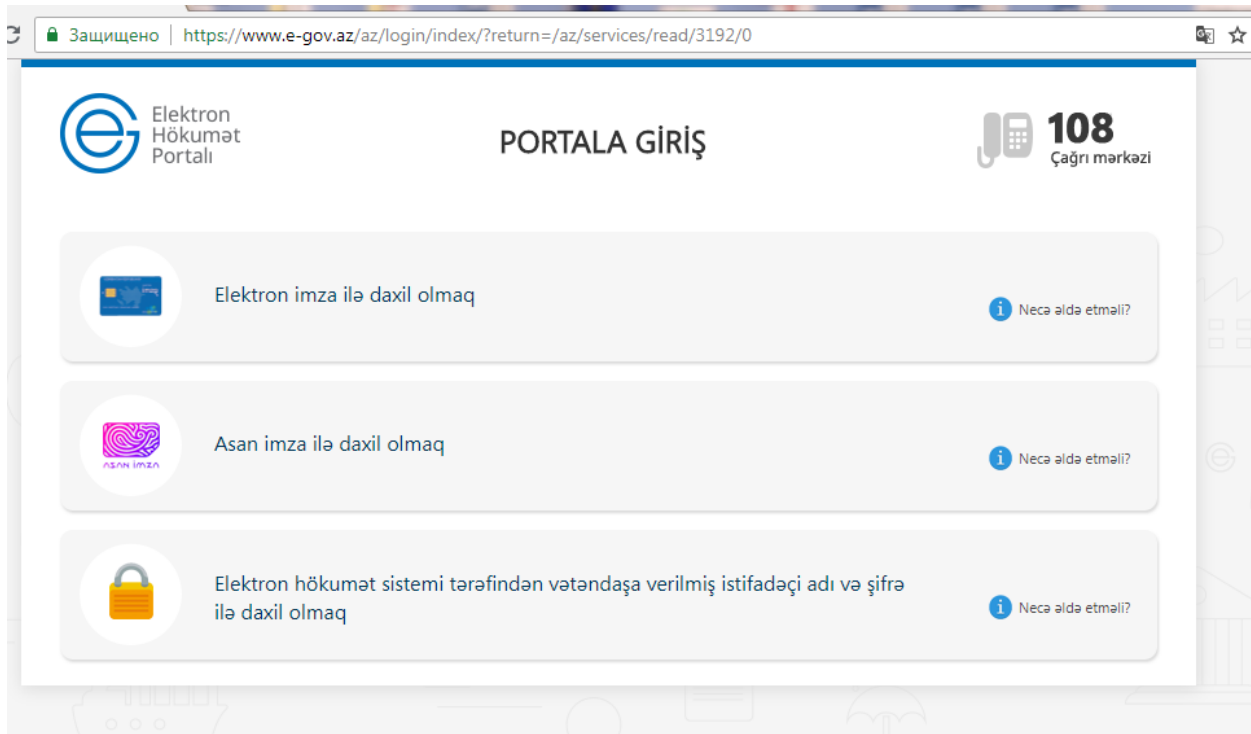 Защищено | https://www.e-gov.az/az/login/index/?return=/az/services/read/3192/0
Elektron
Hökumət
Portalı
PORTALA GİRİŞ
108
Çağrı mərkəzi
Elektron imza ilə daxil olmaq
Necə əldə etməli?
ASAN İMZA
Asan imza ilə daxil olmaq
Necə əldə etməli?
Elektron hökumət sistemi tərəfindən vətəndaşa verilmiş istifadəçi adı və şifrə
ilə daxil olmaq
Necə əldə etməli?